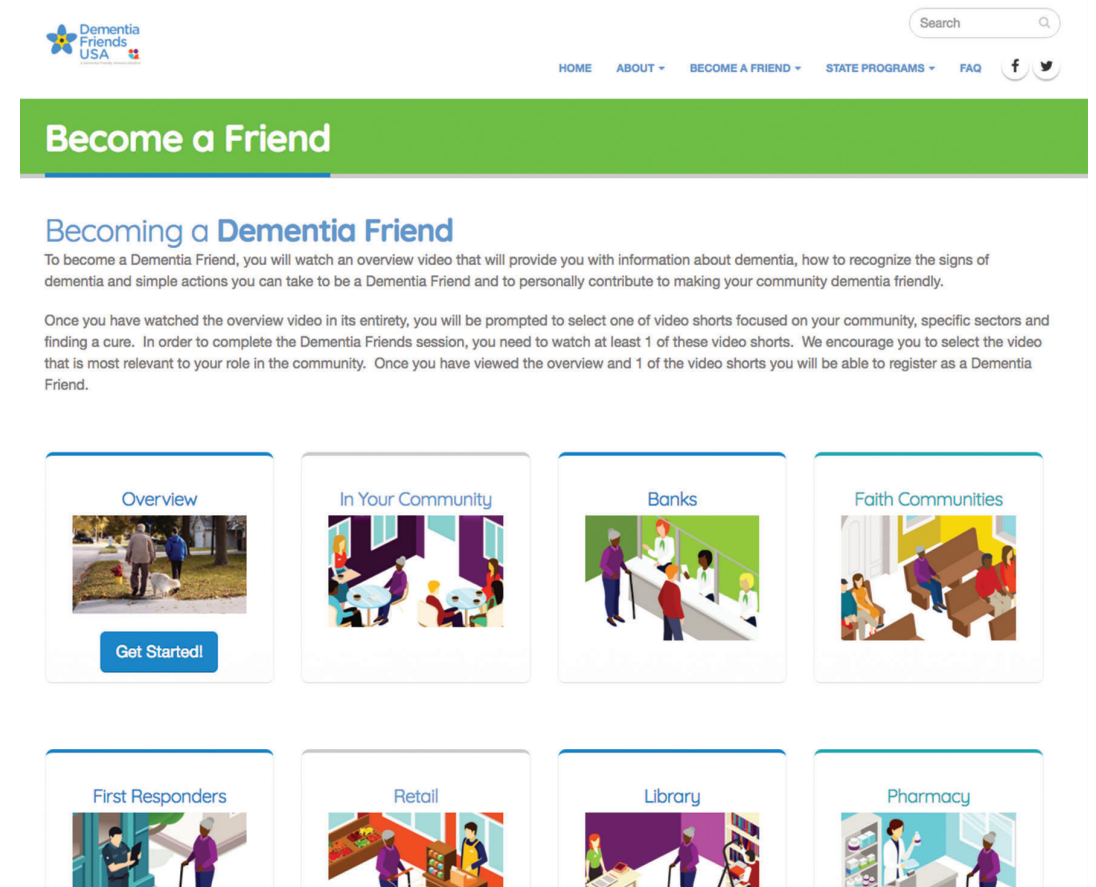 Dementia
Friends
USA
Search
HOME ABOUT BECOME A FRIEND STATE PROGRAMS FAQ
Become a Friend
Becoming a Dementia Friend
To become a Dementia Friend, you will watch an overview video that will provide you with information about dementia, how to recognize the signs of
dementia and simple actions you can take to be a Dementia Friend and to personally contribute to making your community dementia friendly.
Once you have watched the overview video in its entirety, you will be prompted to select one of video shorts focused on your community, specific sectors and
finding a cure. In order to complete the Dementia Friends session, you need to watch at least 1 of these video shorts. We encourage you to select the video
that is most relevant to your role in the community. Once you have viewed the overview and 1 of the video shorts you will be able to register as a Dementia
Friend.
Overview
In Your Community
Banks
Faith Communities
Get Started!
First Responders
Retail
Library
Pharmacy